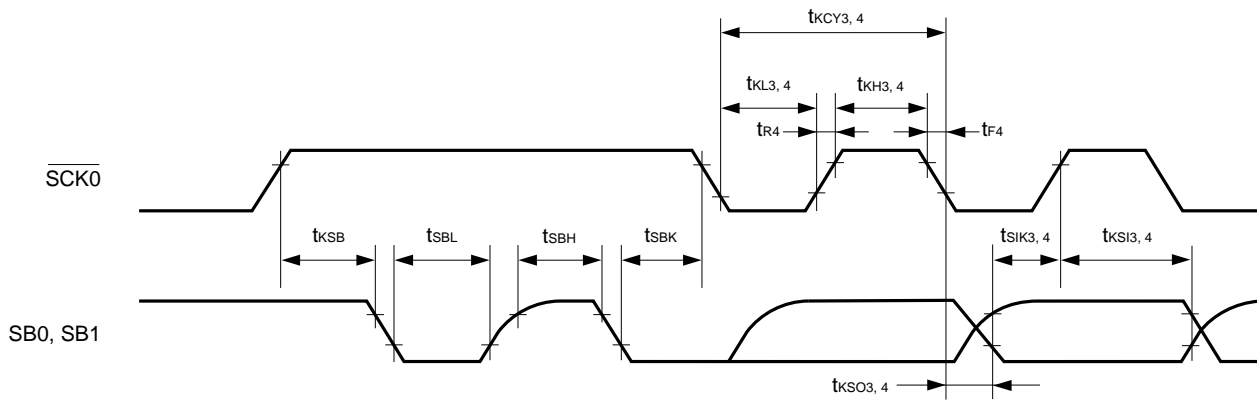 tKCY3, 4
tKL3, 4
tKH3, 4
tR4
tF4
SCK0
tKSB
tSBL
tSBH
tSBK
tSIK3, 4
tKSI3, 4
SB0, SB1
tKSO3, 4